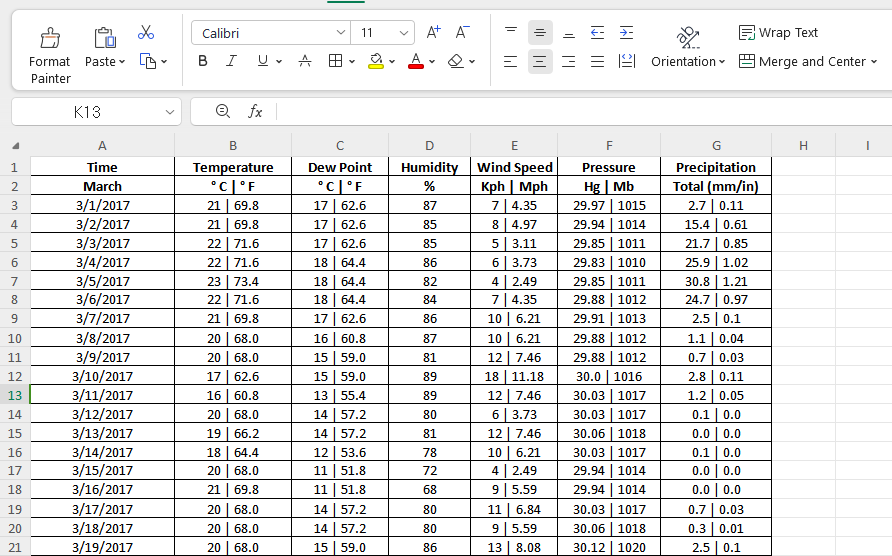 Calibri 11 A+ A- Wrap Text
Format Painter Paste B I U A A Orientation Merge and Center
K13 fx
A B C D E F G H I
1 Time Temperature Dew Point Humidity Wind Speed Pressure Precipitation
2 March ° C | ° F ° C | ° F % Kph | Mph Hg | Mb Total (mm/in)
3 3/1/2017 21 | 69.8 17 | 62.6 87 7 | 4.35 29.97 | 1015 2.7 | 0.11
4 3/2/2017 21 | 69.8 17 | 62.6 85 8 | 4.97 29.94 | 1014 15.4 | 0.61
5 3/3/2017 22 | 71.6 17 | 62.6 85 5 | 3.11 29.85 | 1011 21.7 | 0.85
6 3/4/2017 22 | 71.6 18 | 64.4 86 6 | 3.73 29.83 | 1010 25.9 | 1.02
7 3/5/2017 23 | 73.4 18 | 64.4 82 4 | 2.49 29.85 | 1011 30.8 | 1.21
8 3/6/2017 22 | 71.6 18 | 64.4 84 7 | 4.35 29.88 | 1012 24.7 | 0.97
9 3/7/2017 21 | 69.8 17 | 62.6 86 10 | 6.21 29.91 | 1013 2.5 | 0.1
10 3/8/2017 20 | 68.0 16 | 60.8 87 10 | 6.21 29.88 | 1012 1.1 | 0.04
11 3/9/2017 20 | 68.0 15 | 59.0 81 12 | 7.46 29.88 | 1012 0.7 | 0.03
12 3/10/2017 17 | 62.6 15 | 59.0 89 18 | 11.18 30.0 | 1016 2.8 | 0.11
13 3/11/2017 16 | 60.8 13 | 55.4 89 12 | 7.46 30.03 | 1017 1.2 | 0.05
14 3/12/2017 20 | 68.0 14 | 57.2 80 6 | 3.73 30.03 | 1017 0.1 | 0.0
15 3/13/2017 19 | 66.2 14 | 57.2 81 12 | 7.46 30.06 | 1018 0.0 | 0.0
16 3/14/2017 18 | 64.4 12 | 53.6 78 10 | 6.21 30.03 | 1017 0.1 | 0.0
17 3/15/2017 20 | 68.0 11 | 51.8 72 4 | 2.49 29.94 | 1014 0.0 | 0.0
18 3/16/2017 21 | 69.8 11 | 51.8 68 9 | 5.59 29.94 | 1014 0.0 | 0.0
19 3/17/2017 20 | 68.0 14 | 57.2 80 11 | 6.84 30.03 | 1017 0.7 | 0.03
20 3/18/2017 20 | 68.0 14 | 57.2 80 9 | 5.59 30.06 | 1018 0.3 | 0.01
21 3/19/2017 20 | 68.0 15 | 59.0 86 13 | 8.08 30.12 | 1020 2.5 | 0.1